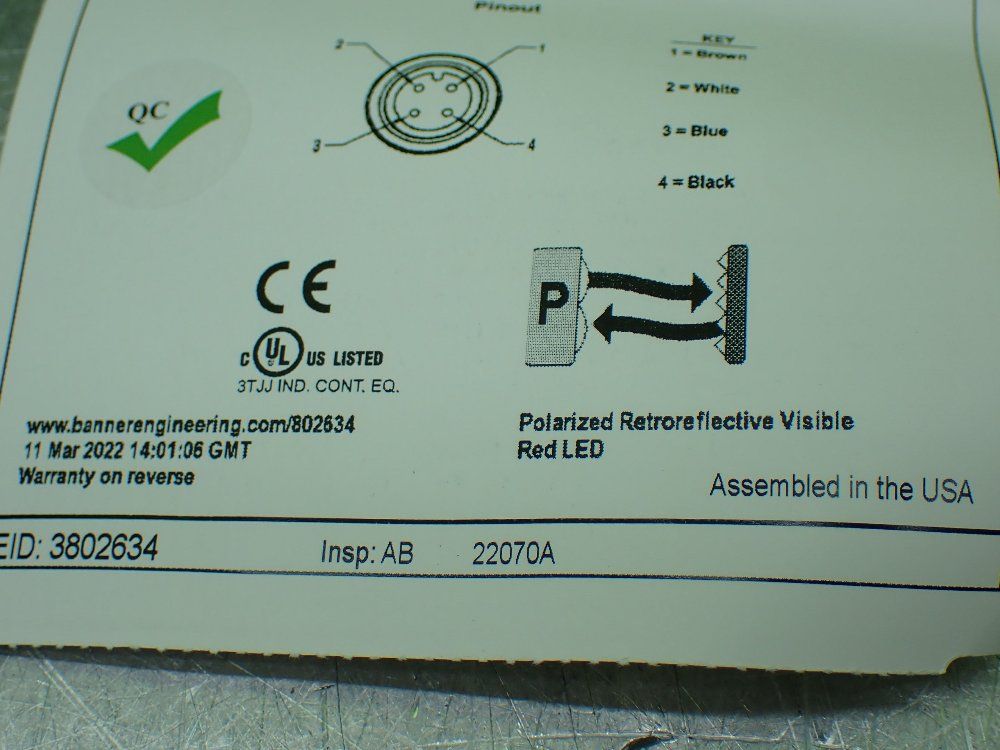 Pinout
KEY
2
1
1 = Brown
QC
2 = White
3 = Blue
3
4
4 = Black
CE
P
C UL US LISTED
3TJJ IND. CONT. EQ.
www.bannerengineering.com/802634
11 Mar 2022 14:01:06 GMT
Warranty on reverse
Polarized Retroreflective Visible
Red LED
Assembled in the USA
EID: 3802634
Insp: AB 22070A